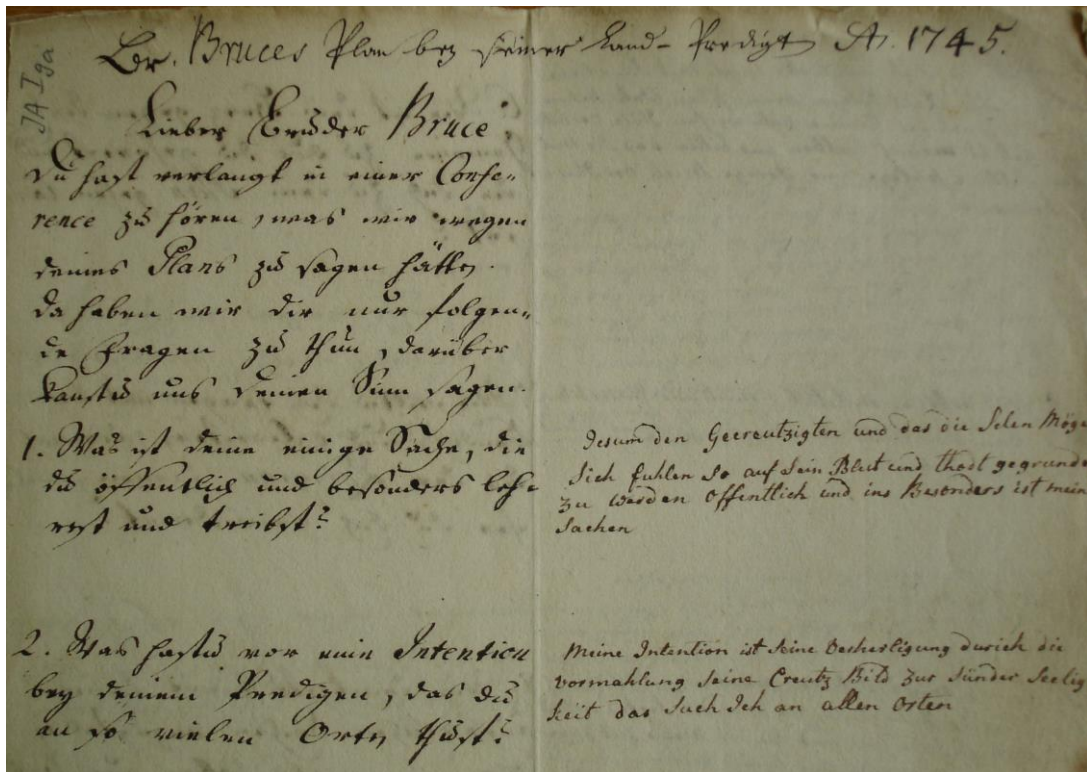 JA I 9a
Br. Bruces Plan bey seiner Land-Predigt A. 1745.
Lieber Bruder Bruce
Du hast verlangt in einer Confe-
rence zu hören, was wir wegen
deines Plans zu sagen hätten.
da haben wir dir nur folgen-
de Fragen zu thun, darüber
kanstu uns deinen Sinn sagen.
1. Was ist deine einige Sache, die
du öffentlich und besonders leh-
rest und treibst?
Jesum den Gecreutzigten und das die Selen Möge
Sich fuhlen so auf Sein Blut und thodt gegrunde
zu werden offentlich und ins Besonders ist mein
Sachen
2. Was hastu vor eine Intention
bey deinem Predigen, das du
an so vielen Orten thust?
Meine Intention ist Seine Verherligung durich die
vormahlung Seine Creutz Bild zur Sünder Seelig
keit das Such Ich an allen orten